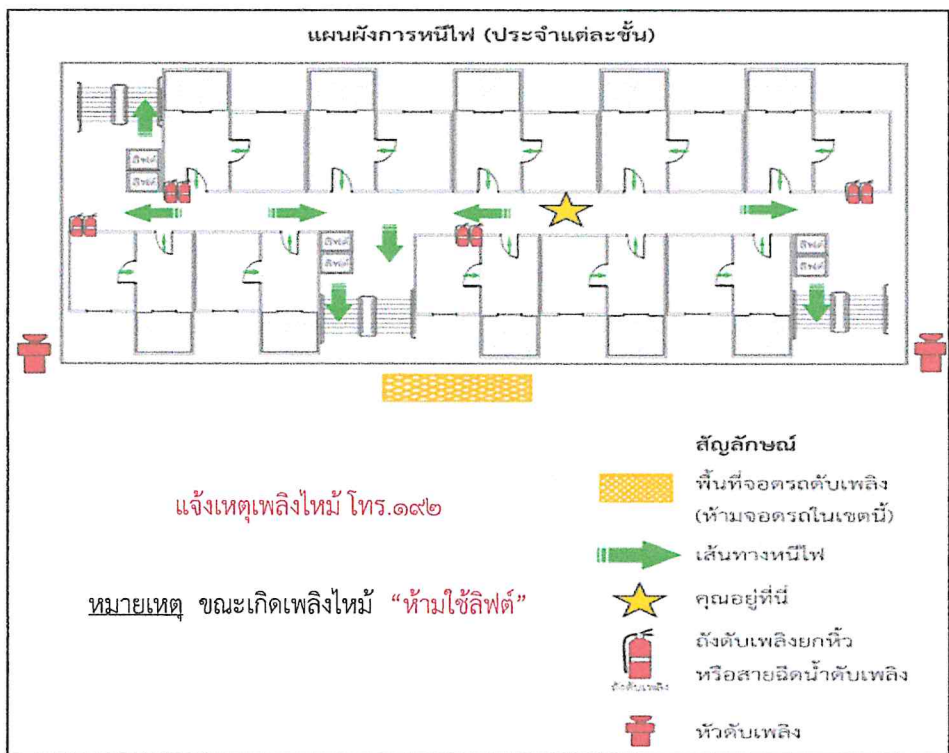 แผนผังการหนีไฟ (ประจำแต่ละชั้น)
ลิฟต์
ลิฟต์
ลิฟต์
ลิฟต์
ลิฟต์
ลิฟต์
สัญลักษณ์
พื้นที่จอดรถดับเพลิง
(ห้ามจอดรถในเขตนี้)
แจ้งเหตุเพลิงไหม้ โทร.๑๙๒
เส้นทางหนีไฟ
หมายเหตุ ขณะเกิดเพลิงไหม้ “ห้ามใช้ลิฟต์”
คุณอยู่ที่นี่
ถังดับเพลิงยกหิ้ว
หรือสายฉีดน้ำดับเพลิง
ถังดับเพลิง
หัวดับเพลิง